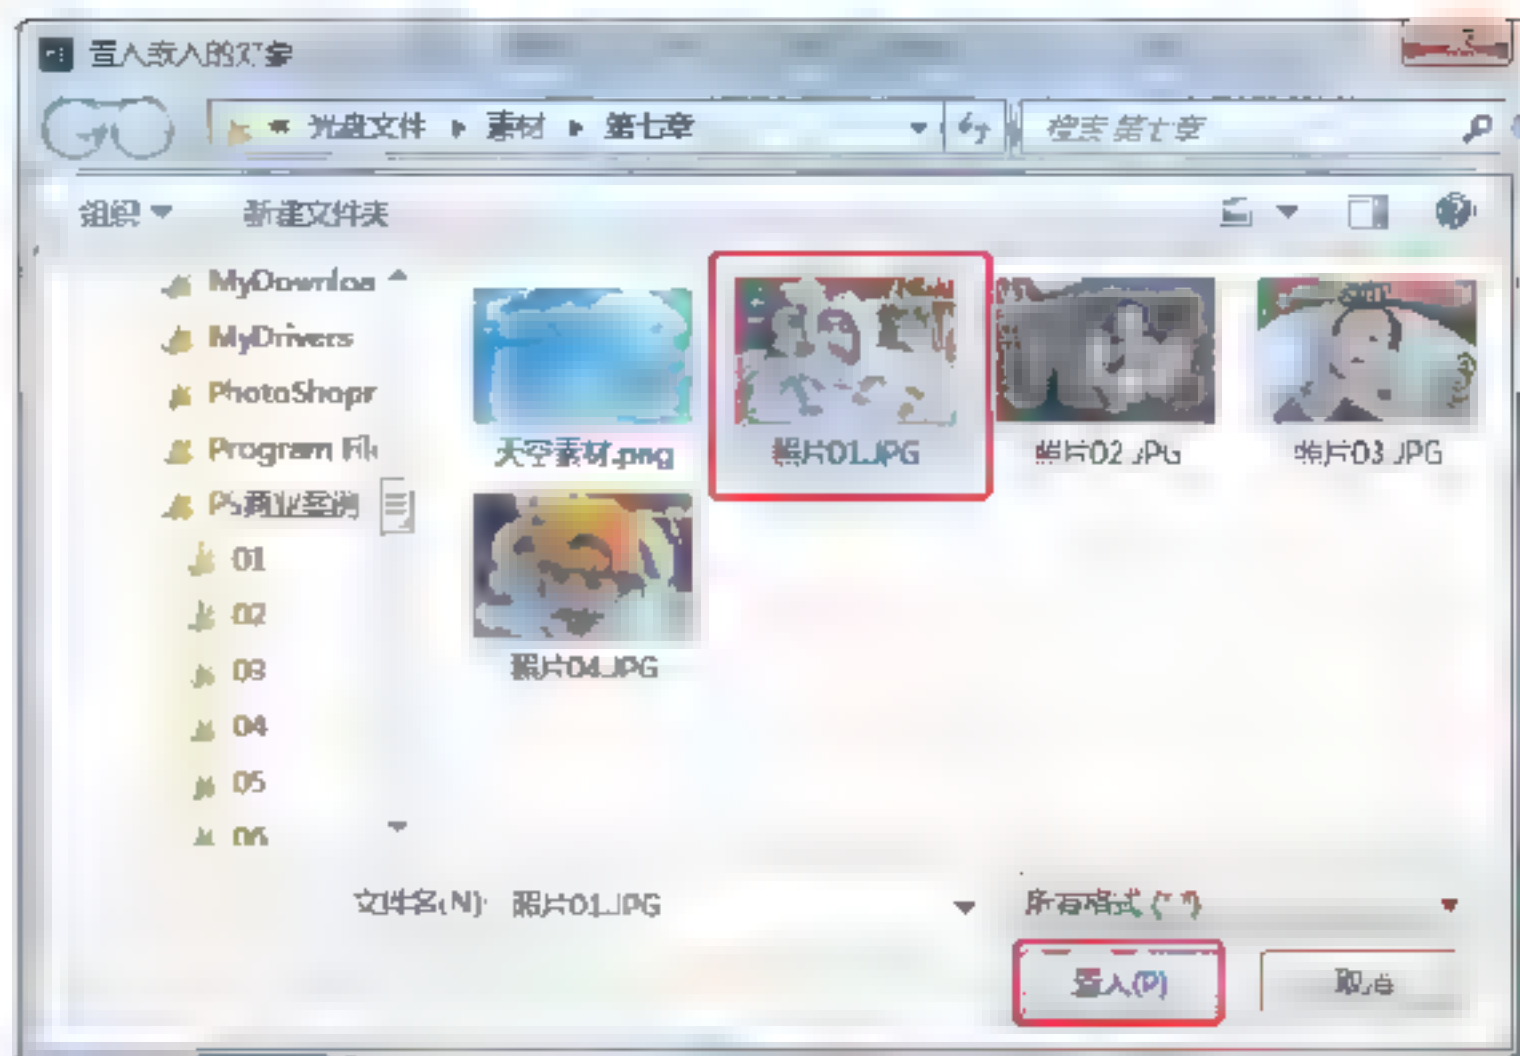 置入嵌入的对象
光盘文件 ▶ 素材 ▶ 第七章
搜索 第七章
组织 新建文件夹
MyDownloa
MyDrivers
PhotoShopr
Program File
PS商业案例
01
02
03
04
05
06
天空素材.png 照片01.JPG 照片02.JPG 照片03.JPG
照片04.JPG
文件名(N): 照片01.JPG 所有格式 (*.*)
置入(P) 取消